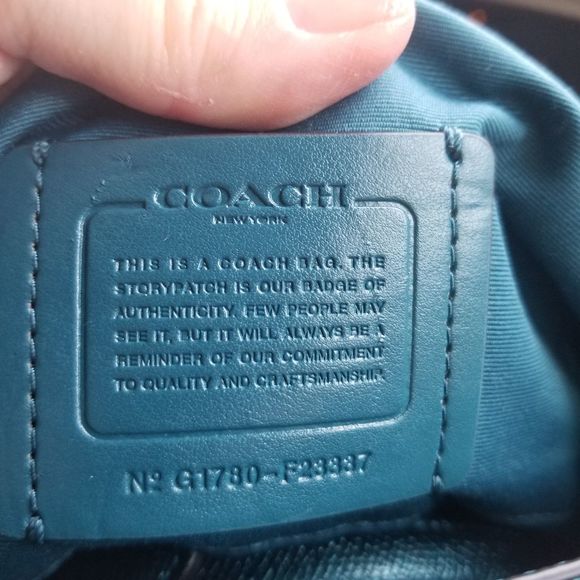 COACH
NEW YORK
THIS IS A COACH BAG. THE
STORYPATCH IS OUR BADGE OF
AUTHENTICITY. FEW PEOPLE MAY
SEE IT, BUT IT WILL ALWAYS BE A
REMINDER OF OUR COMMITMENT
TO QUALITY AND CRAFTSMANSHIP.
Nº G1780-F23337